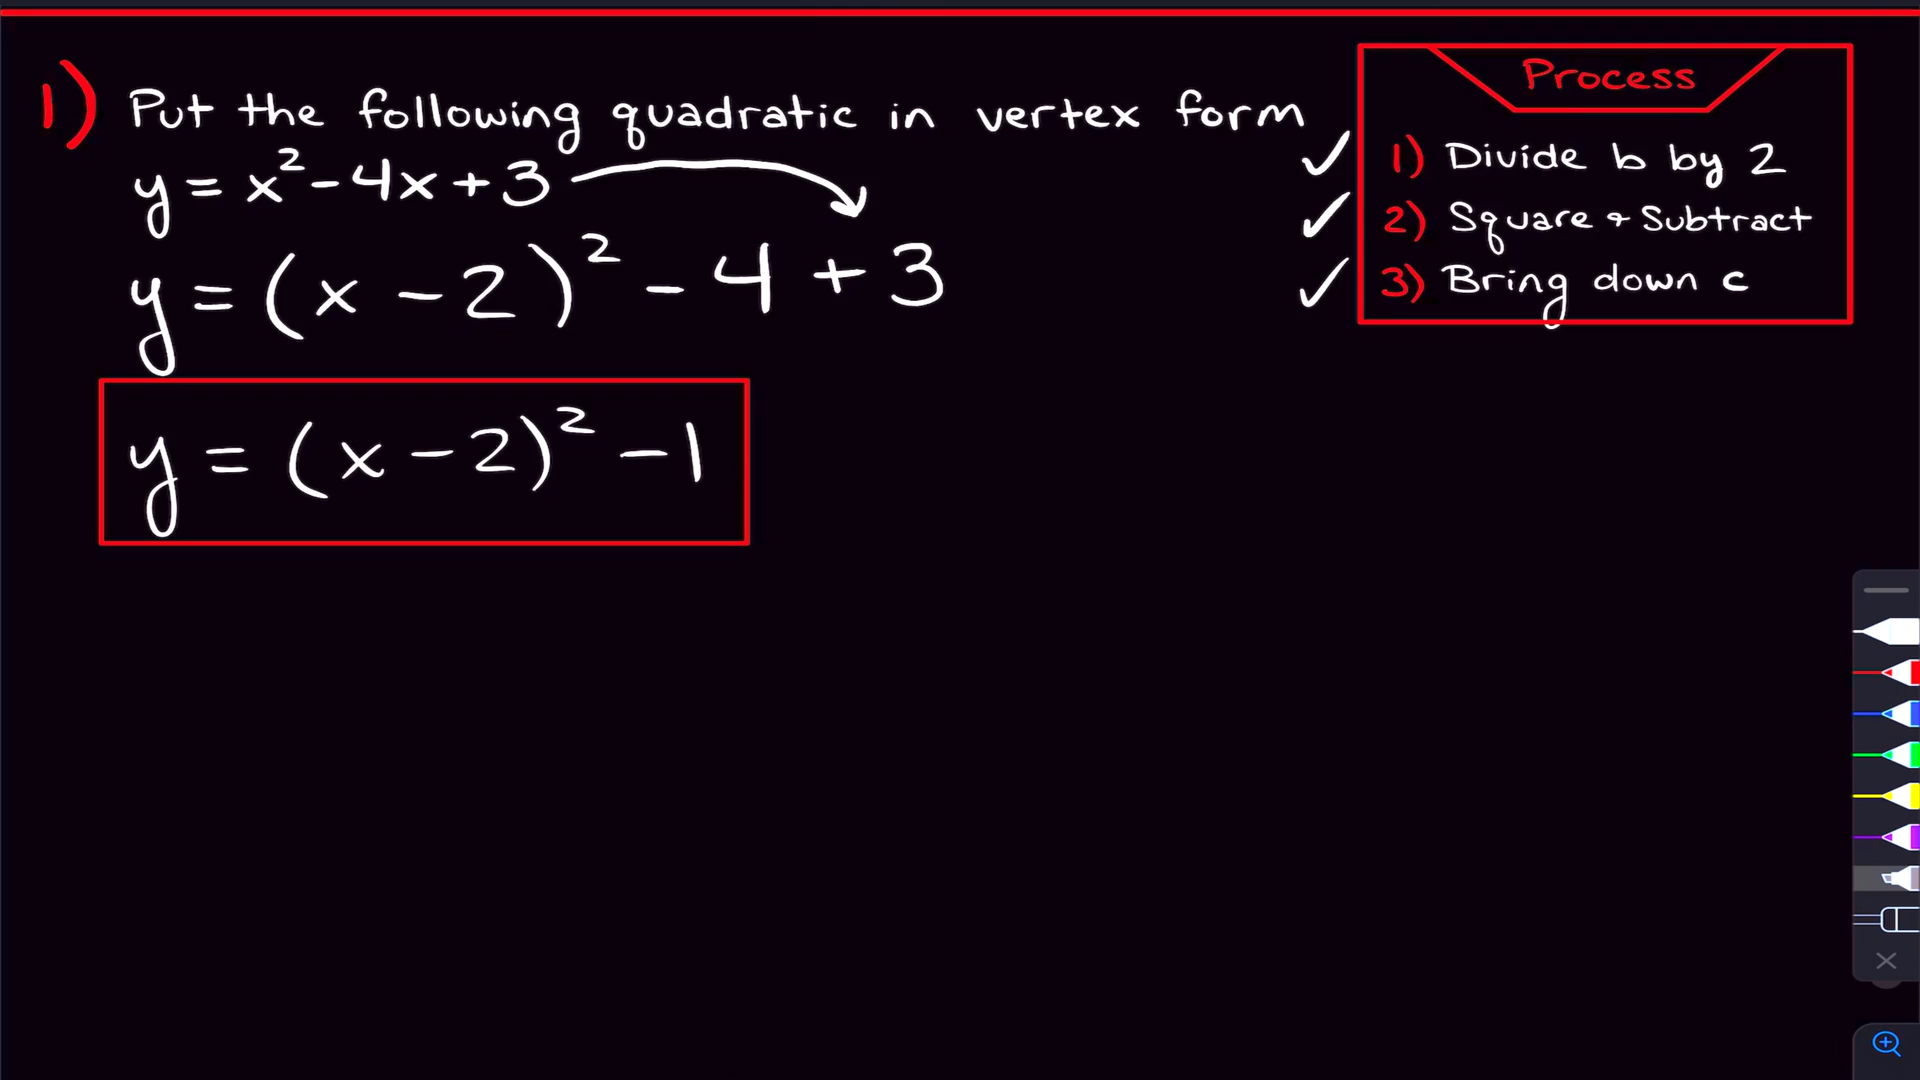 1) Put the following quadratic in vertex form
y = x² - 4x + 3
y = (x - 2)² - 4 + 3
y = (x - 2)² - 1
Process
1) Divide b by 2
2) Square & Subtract
3) Bring down c